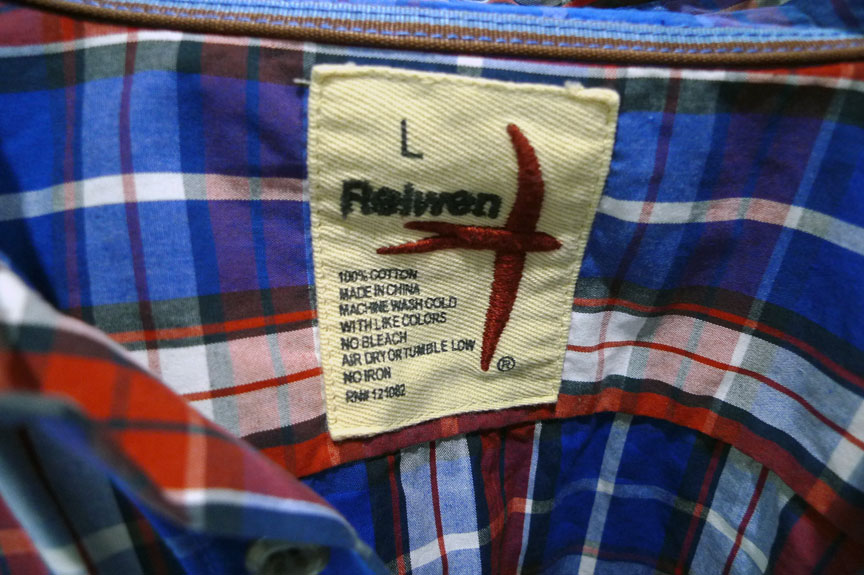 L
Relwen
100% COTTON
MADE IN CHINA
MACHINE WASH COLD
WITH LIKE COLORS
NO BLEACH
AIR DRY OR TUMBLE LOW
NO IRON
RN# 121082
®